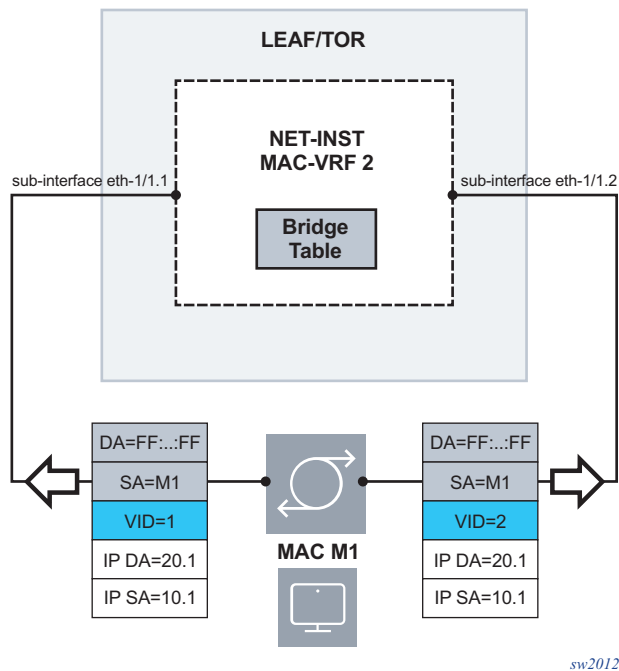 LEAF/TOR
NET-INST
MAC-VRF 2
sub-interface eth-1/1.1
sub-interface eth-1/1.2
Bridge
Table
DA=FF:..:FF
SA=M1
VID=1
IP DA=20.1
IP SA=10.1
MAC M1
DA=FF:..:FF
SA=M1
VID=2
IP DA=20.1
IP SA=10.1
sw2012